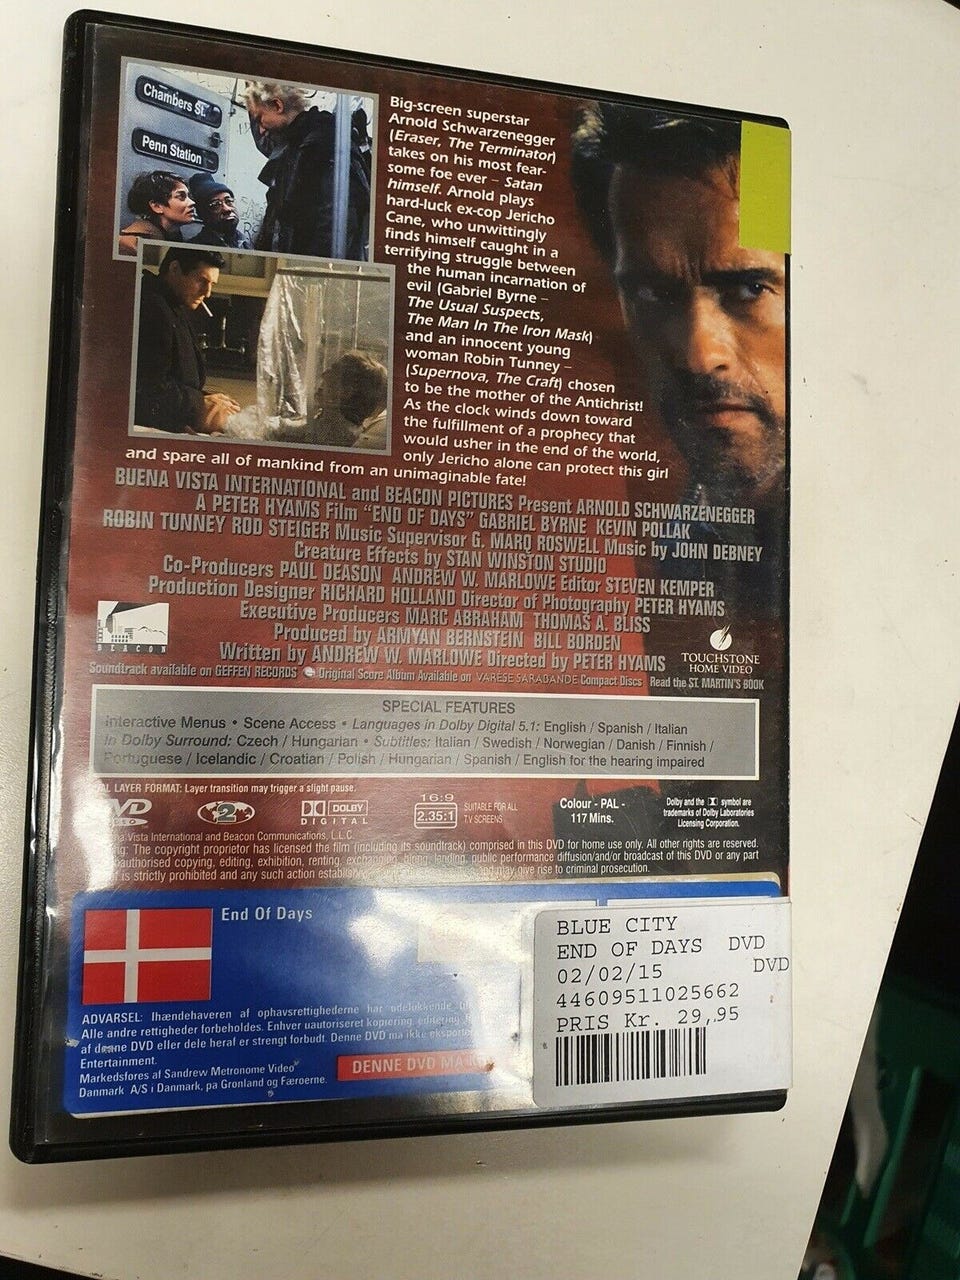 Chambers St.
Penn Station
Big-screen superstar
Arnold Schwarzenegger
(Eraser, The Terminator)
takes on his most fear-
some foe ever – Satan
himself. Arnold plays
hard-luck ex-cop Jericho
Cane, who unwittingly
finds himself caught in a
terrifying struggle between
the human incarnation of
evil (Gabriel Byrne –
The Usual Suspects,
The Man In The Iron Mask)
and an innocent young
woman Robin Tunney –
(Supernova, The Craft) chosen
to be the mother of the Antichrist!
As the clock winds down toward
the fulfillment of a prophecy that
would usher in the end of the world,
only Jericho alone can protect this girl
and spare all of mankind from an unimaginable fate!
BUENA VISTA INTERNATIONAL and BEACON PICTURES Present ARNOLD SCHWARZENEGGER
A PETER HYAMS Film "END OF DAYS" GABRIEL BYRNE KEVIN POLLAK
ROBIN TUNNEY ROD STEIGER Music Supervisor G. MARQ ROSWELL Music by JOHN DEBNEY
Creature Effects by STAN WINSTON STUDIO
Co-Producers PAUL DEASON ANDREW W. MARLOWE Editor STEVEN KEMPER
Production Designer RICHARD HOLLAND Director of Photography PETER HYAMS
Executive Producers MARC ABRAHAM THOMAS A. BLISS
Produced by ARMYAN BERNSTEIN BILL BORDEN
Written by ANDREW W. MARLOWE Directed by PETER HYAMS
BEACON
TOUCHSTONE
HOME VIDEO
Soundtrack available on GEFFEN RECORDS Original Score Album Available on VARÈSE SARABANDE Compact Discs Read the ST. MARTIN'S BOOK
SPECIAL FEATURES
Interactive Menus • Scene Access • Languages in Dolby Digital 5.1: English / Spanish / Italian
In Dolby Surround: Czech / Hungarian • Subtitles: Italian / Swedish / Norwegian / Danish / Finnish /
Portuguese / Icelandic / Croatian / Polish / Hungarian / Spanish / English for the hearing impaired
LAYER FORMAT: Layer transition may trigger a slight pause.
DVD
VIDEO
2
DOLBY
DIGITAL
16:9
2.35:1
SUITABLE FOR ALL
TV SCREENS
Colour - PAL -
117 Mins.
Dolby and the symbol are
trademarks of Dolby Laboratories
Licensing Corporation.
Vista International and Beacon Communications, L.L.C.
The copyright proprietor has licensed the film (including its soundtrack) comprised in this DVD for home use only. All other rights are reserved.
authorised copying, editing, exhibition, renting, exchanging, hiring, lending, public performance diffusion/and/or broadcast of this DVD or any part
is strictly prohibited and any such action and may give rise to criminal prosecution.
End Of Days
ADVARSEL: Ihændehaveren af ophavsrettighederne har
Alle andre rettigheder forbeholdes. Enhver uautoriseret kopiering,
af denne DVD eller dele heraf er strengt forbudt. Denne DVD må ikke
Entertainment.
Markedsføres af Sandrew Metronome Video
Danmark A/S i Danmark, på Grønland og Færøerne.
DENNE DVD MÅ
BLUE CITY
END OF DAYS DVD
02/02/15 DVD
44609511025662
PRIS Kr. 29,95